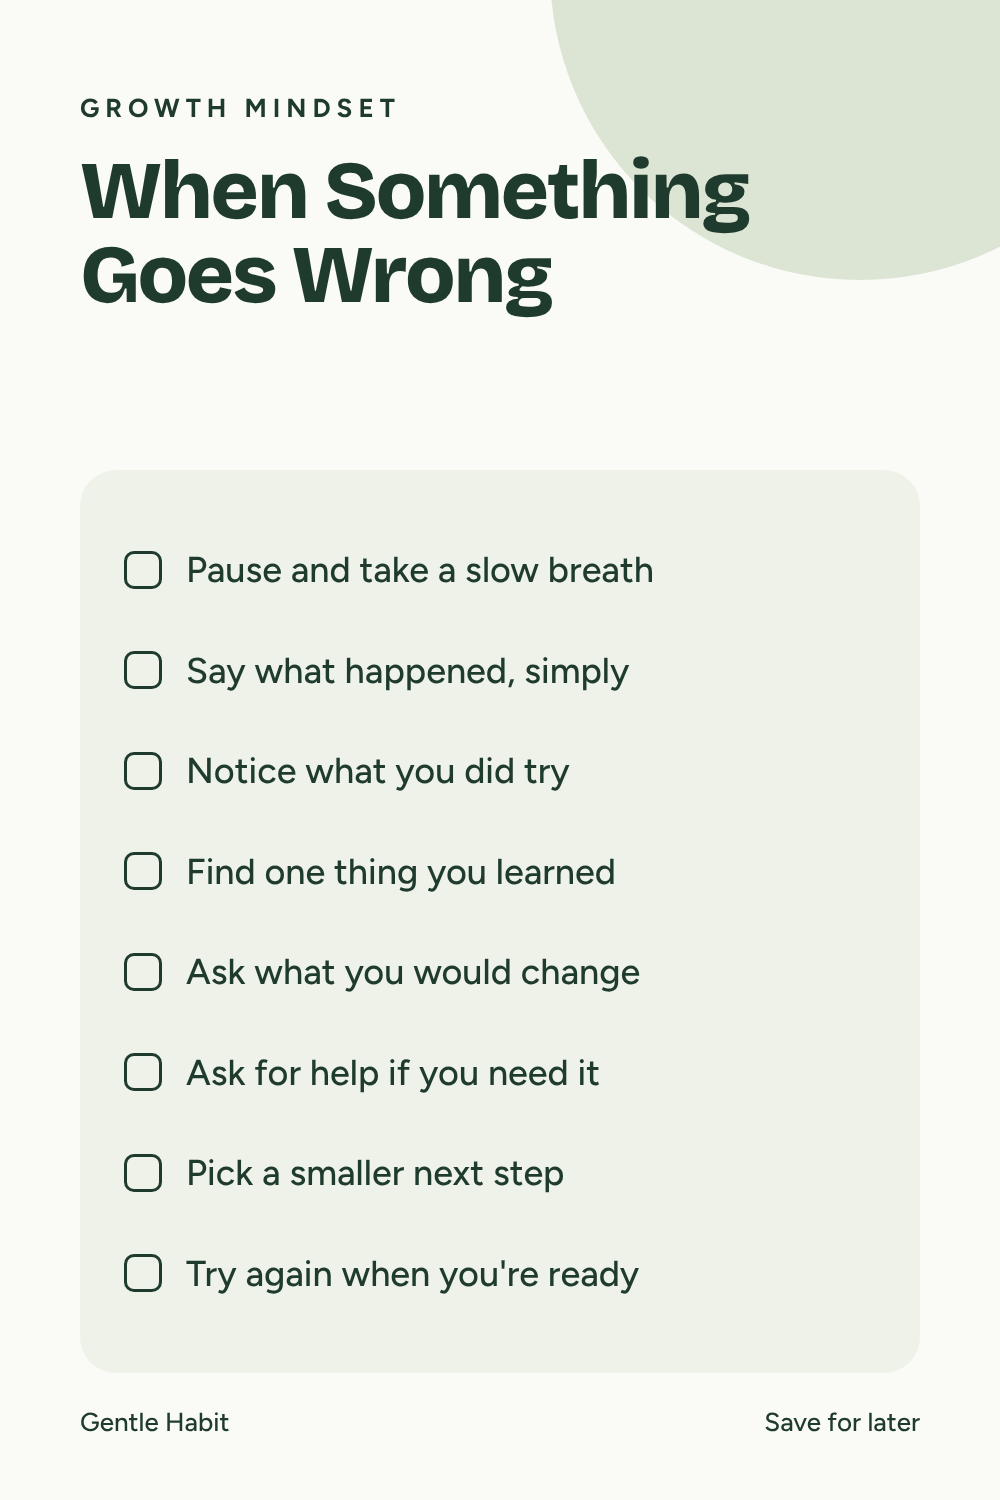 GROWTH MINDSET
When Something
Goes Wrong
Pause and take a slow breath
Say what happened, simply
Notice what you did try
Find one thing you learned
Ask what you would change
Ask for help if you need it
Pick a smaller next step
Try again when you're ready
Gentle Habit
Save for later